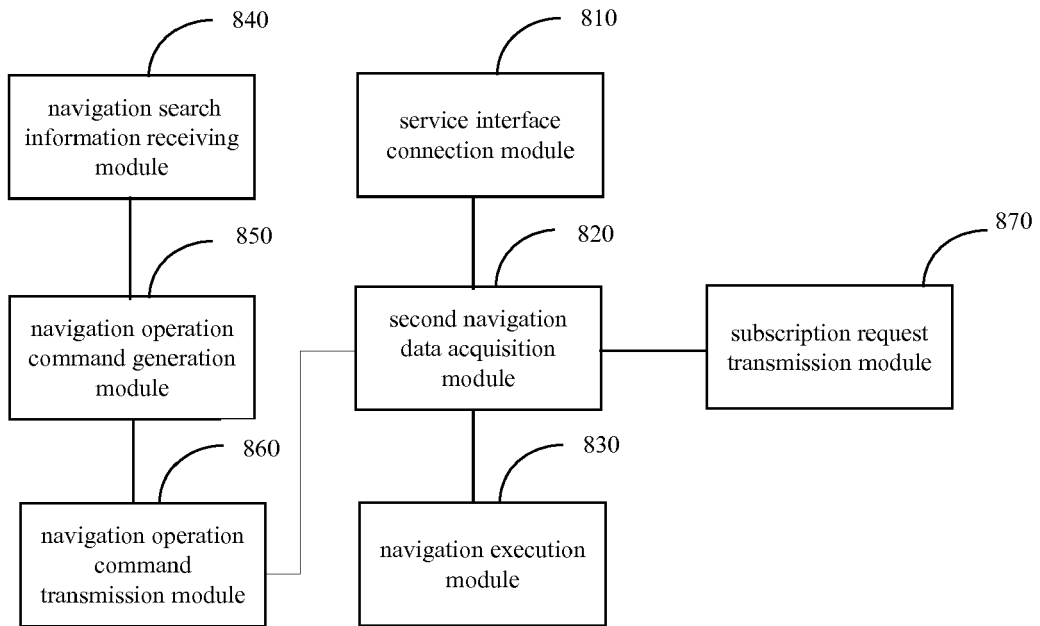 840
navigation search
information receiving
module
810
service interface
connection module
850
navigation operation
command generation
module
820
second navigation
data acquisition
module
870
subscription request
transmission module
860
navigation operation
command
transmission module
830
navigation execution
module